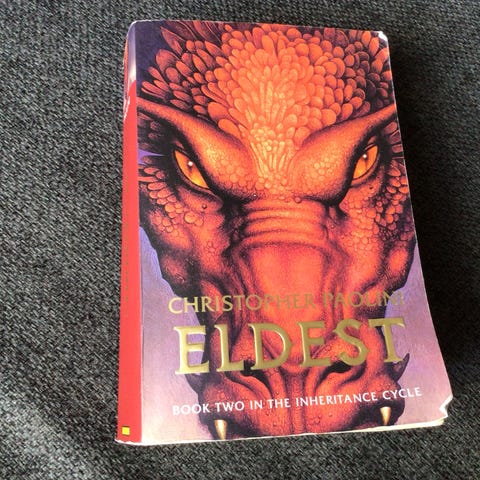 CHRISTOPHER PAOLINI
ELDEST
BOOK TWO IN THE INHERITANCE CYCLE